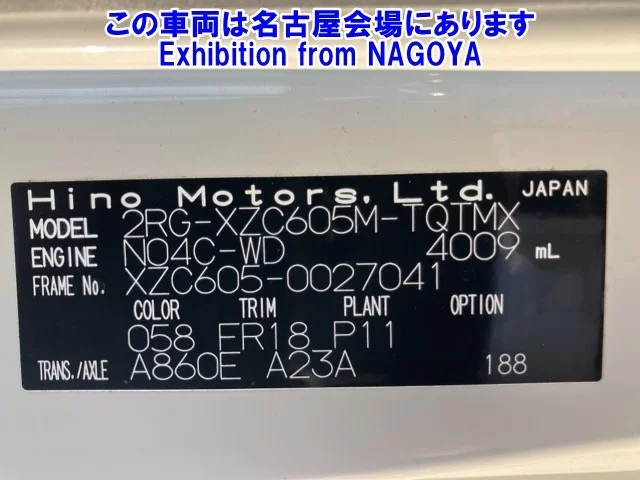 この車両は名古屋会場にあります
Exhibition from NAGOYA
Hino Motors, Ltd. JAPAN
MODEL 2RG-XZC605M-TQTMX
ENGINE N04C-WD 4009 mL
FRAME No. XZC605-0027041
COLOR TRIM PLANT OPTION
058 FR18 P11
TRANS./AXLE A860E A23A 188